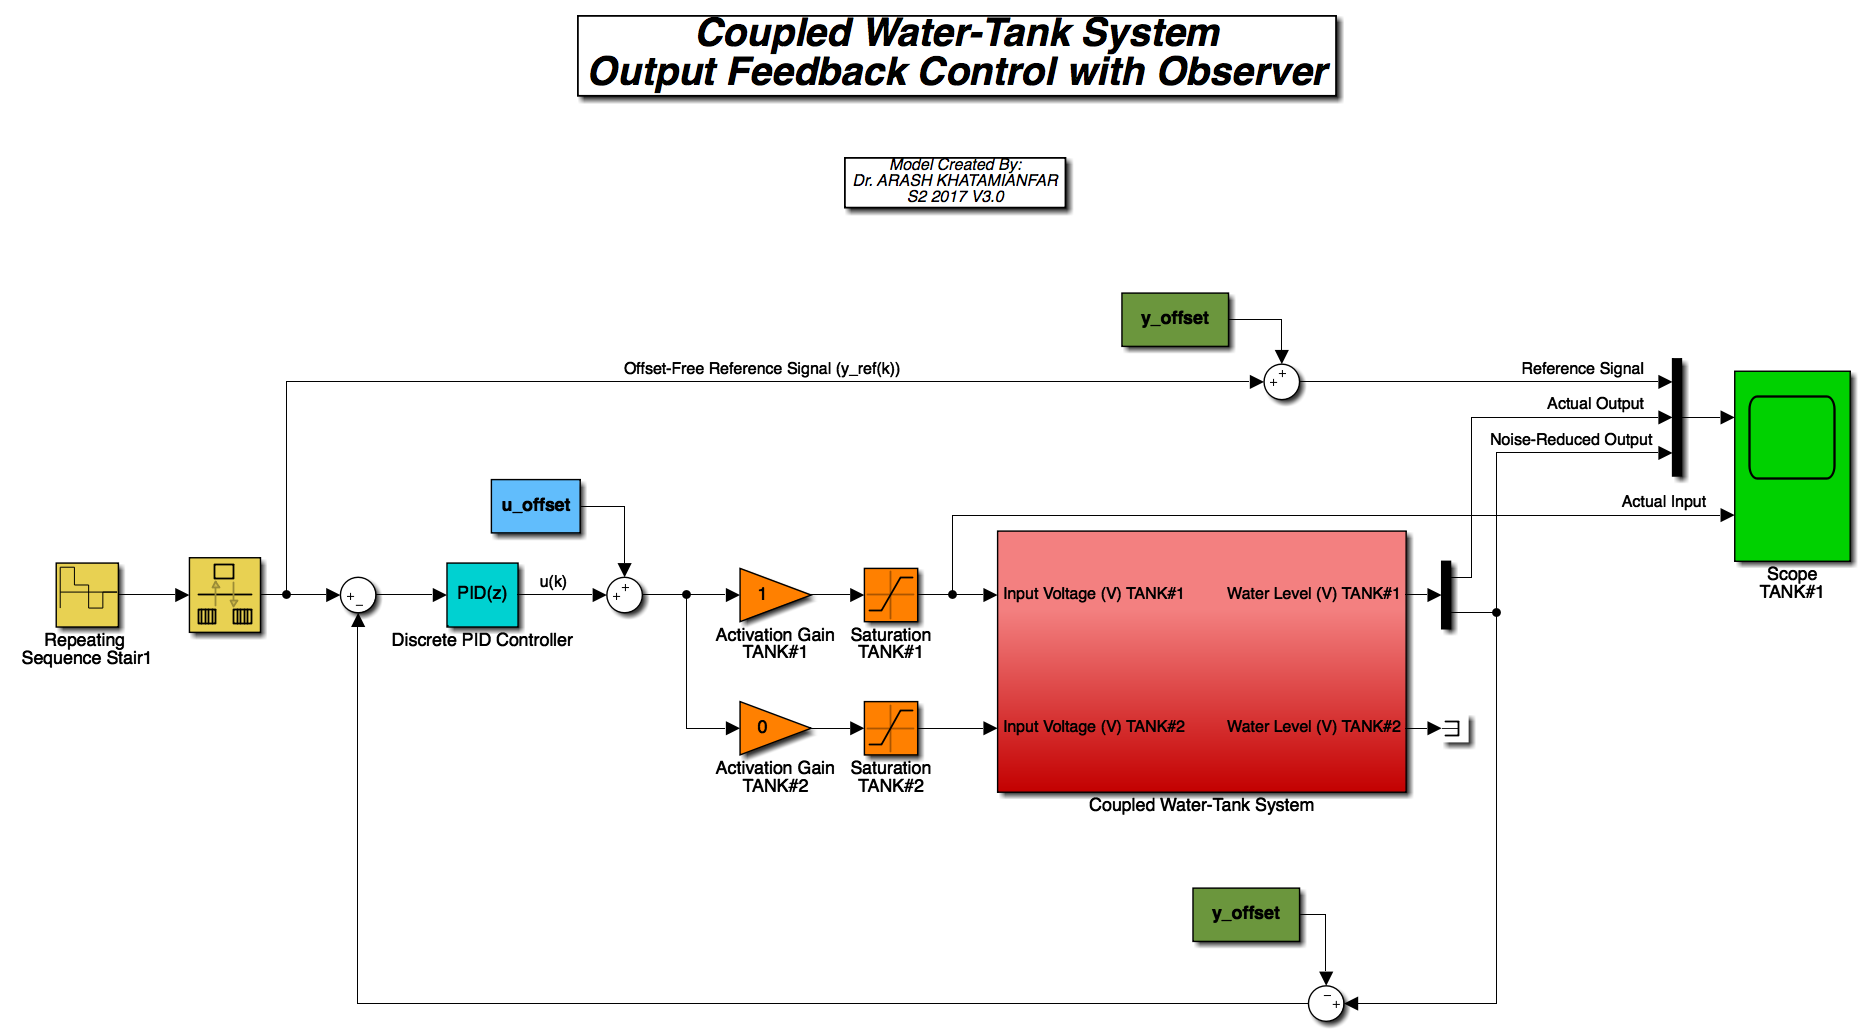 Coupled Water-Tank System
Output Feedback Control with Observer
Model Created By:
Dr. ARASH KHATAMIANFAR
S2 2017 V3.0
y_offset
Offset-Free Reference Signal (y_ref(k))
Reference Signal
Actual Output
Noise-Reduced Output
Actual Input
Scope
TANK#1
u_offset
Repeating
Sequence Stair1
PID(z)
Discrete PID Controller
u(k)
1
Activation Gain
TANK#1
Saturation
TANK#1
Input Voltage (V) TANK#1
Water Level (V) TANK#1
0
Activation Gain
TANK#2
Saturation
TANK#2
Input Voltage (V) TANK#2
Water Level (V) TANK#2
Coupled Water-Tank System
y_offset